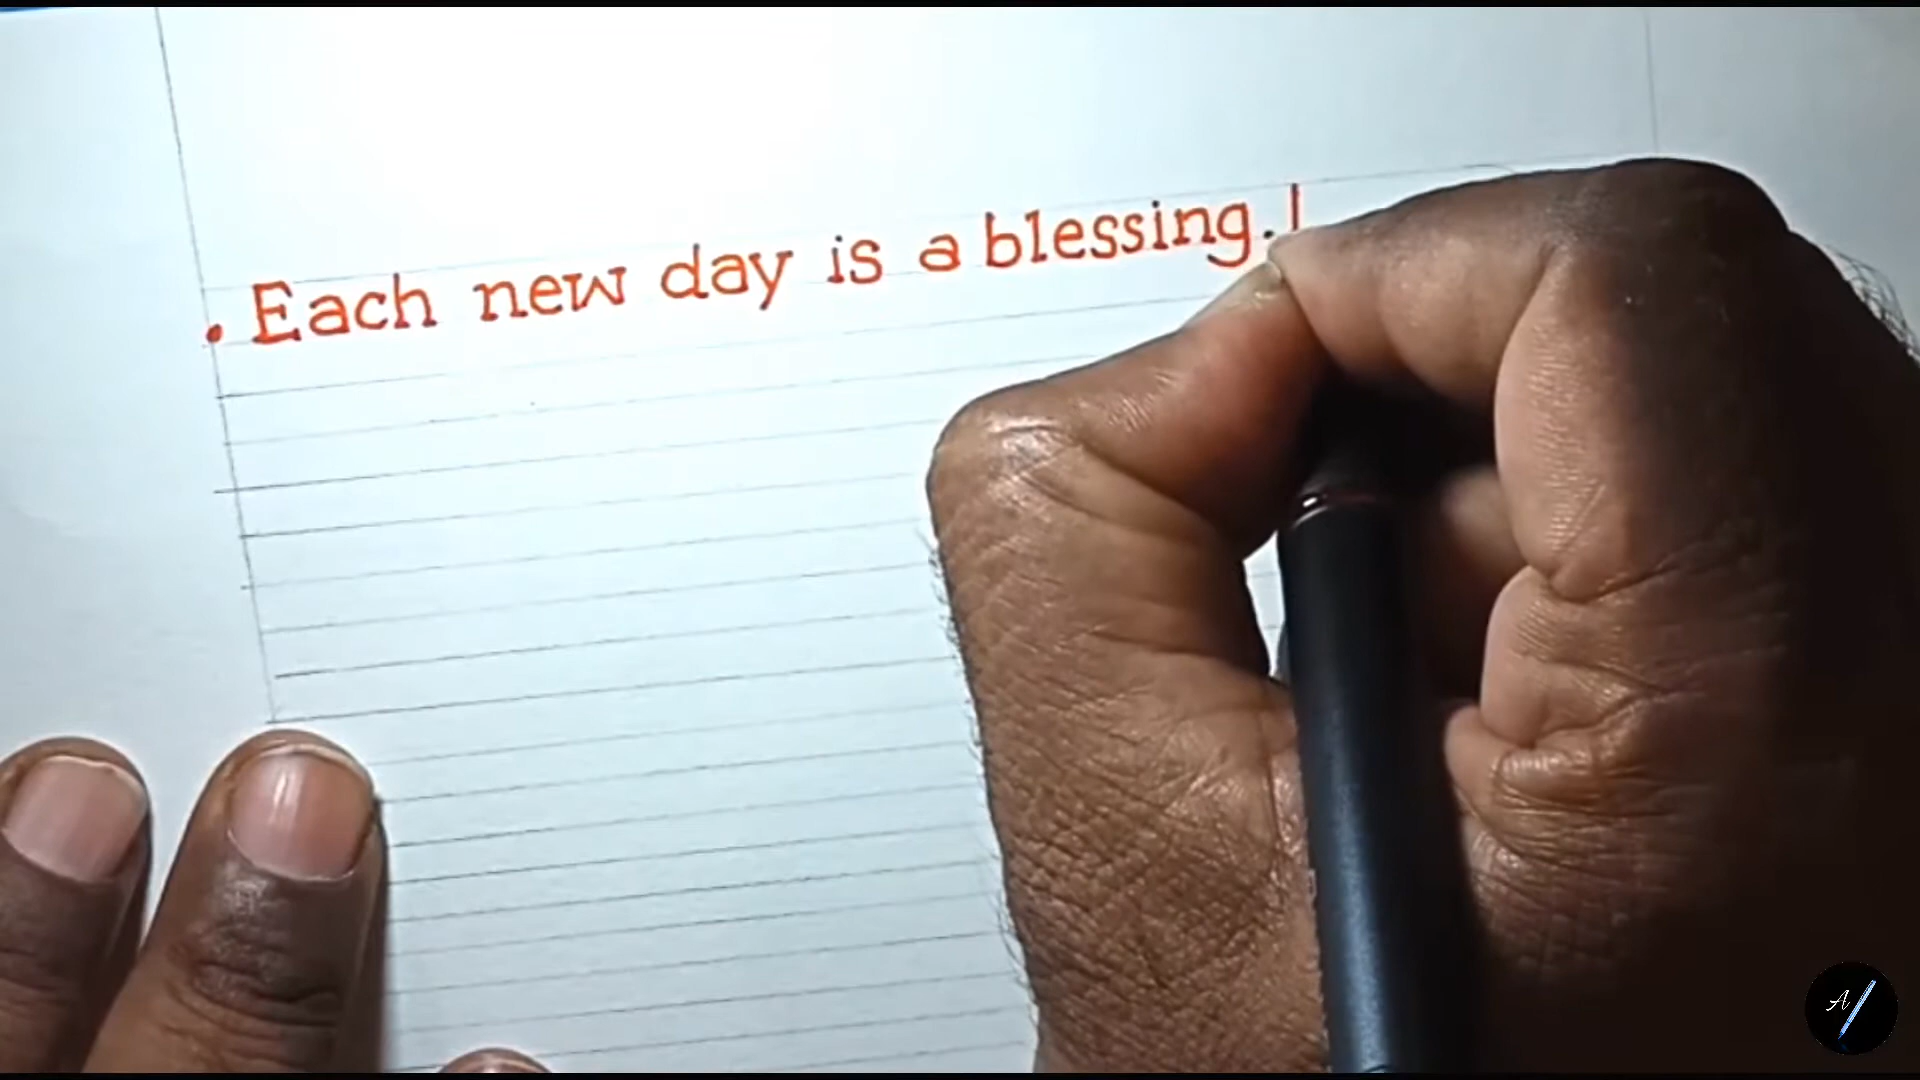 . Each new day is a blessing. l
A